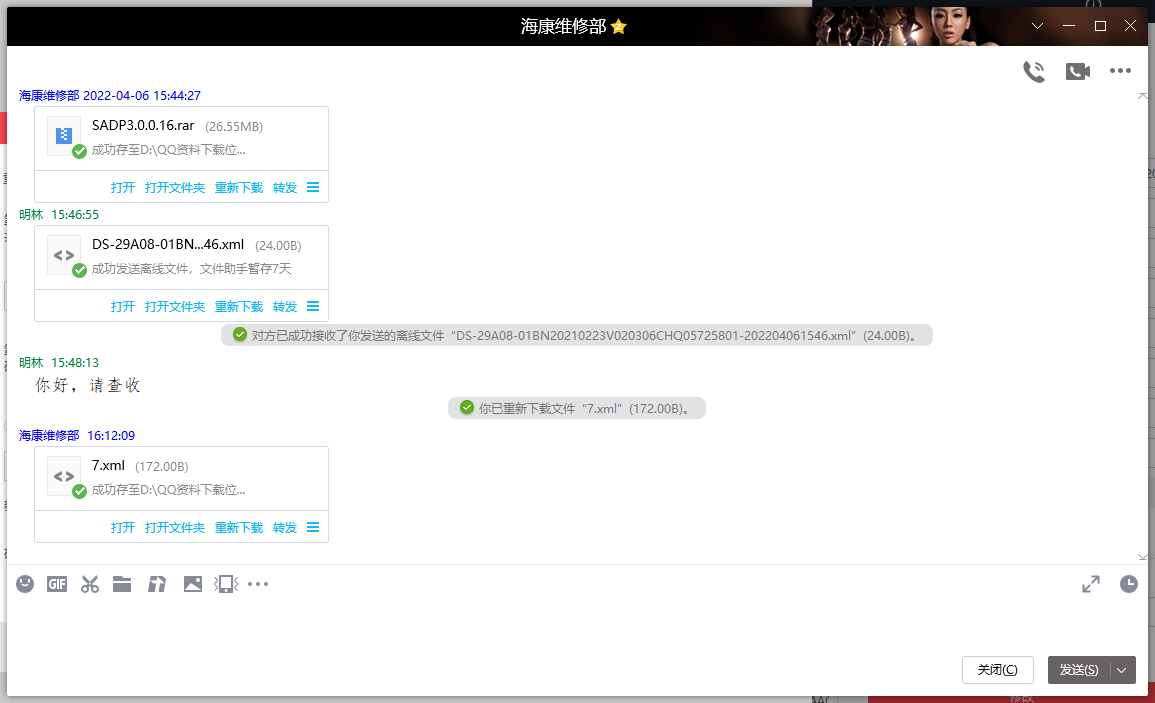 海康维修部
海康维修部 2022-04-06 15:44:27
SADP3.0.0.16.rar (26.55MB)
成功存至D:\QQ资料下载位...
打开 打开文件夹 重新下载 转发
明林 15:46:55
DS-29A08-01BN...46.xml (24.00B)
成功发送离线文件，文件助手暂存7天
打开 打开文件夹 重新下载 转发
对方已成功接收了你发送的离线文件“DS-29A08-01BN20210223V020306CHQ05725801-202204061546.xml”(24.00B)。
明林 15:48:13
你好，请查收
你已重新下载文件“7.xml”(172.00B)。
海康维修部 16:12:09
7.xml (172.00B)
成功存至D:\QQ资料下载位...
打开 打开文件夹 重新下载 转发
GIF
关闭(C) 发送(S)